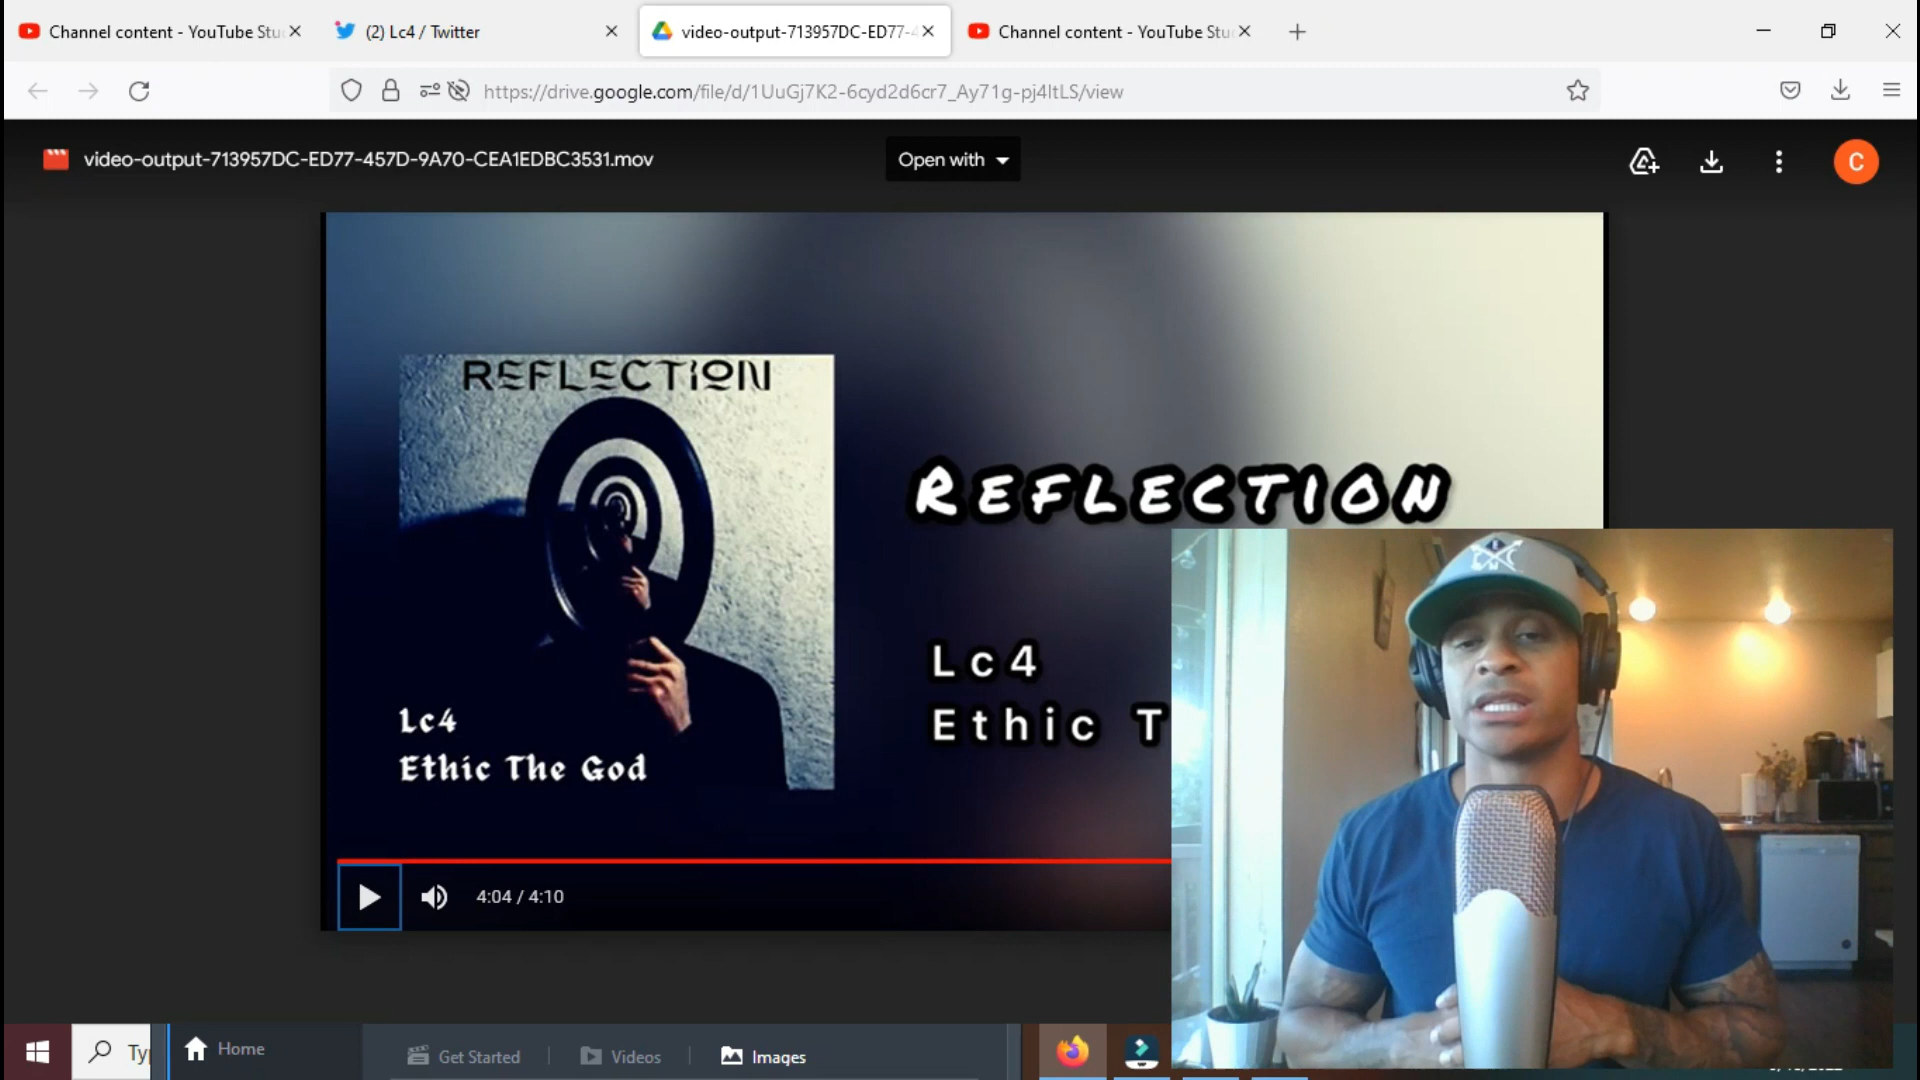 Channel content - YouTube Stu
(2) Lc4 / Twitter
video-output-713957DC-ED77-4
Channel content - YouTube Stu
https://drive.google.com/file/d/1UuGj7K2-6cyd2d6cr7_Ay71g-pj4ltLS/view
video-output-713957DC-ED77-457D-9A70-CEA1EDBC3531.mov
Open with
C
REFLECTION
REFLECTION
Lc4
Ethic T
Lc4
Ethic The God
4:04 / 4:10
Ty
Home
Get Started
Videos
Images